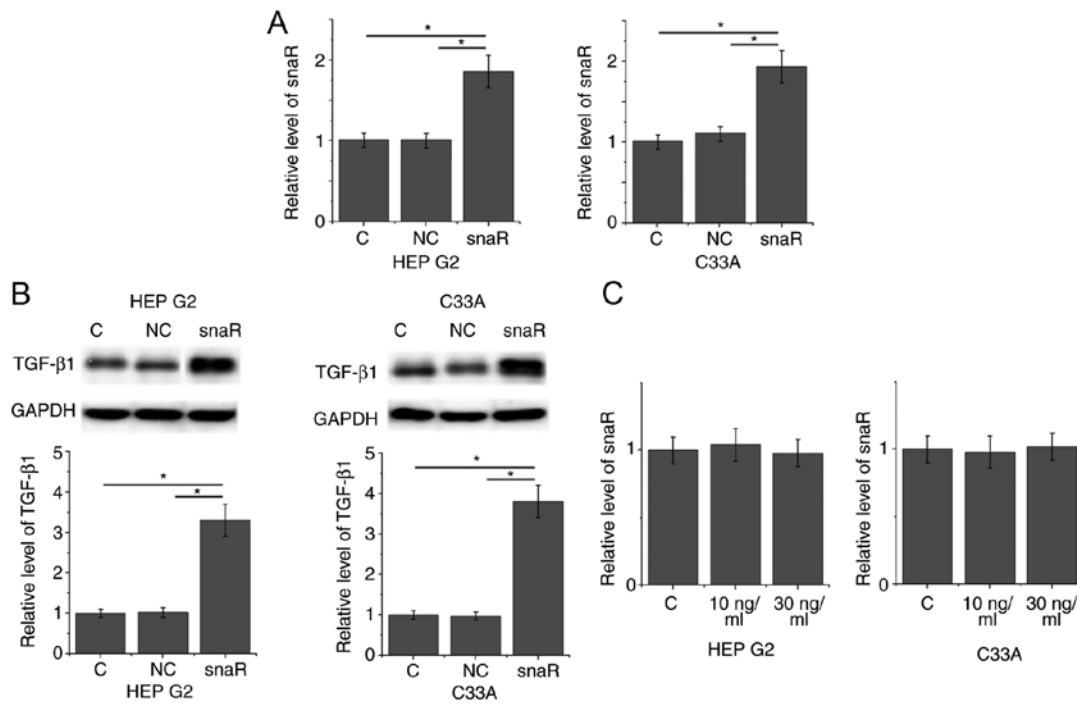 A
Relative level of snaR
2
1
0
*
*
C NC snaR
HEP G2
Relative level of snaR
2
1
0
*
*
C NC snaR
C33A
B
HEP G2
C NC snaR
TGF-β1
GAPDH
Relative level of TGF-β1
5
4
3
2
1
0
*
*
C NC snaR
HEP G2
C33A
C NC snaR
TGF-β1
GAPDH
Relative level of TGF-β1
5
4
3
2
1
0
*
*
C NC snaR
C33A
C
Relative level of snaR
1
0
C 10 ng/ 30 ng/
ml ml
HEP G2
Relative level of snaR
1
0
C 10 ng/ 30 ng/
ml ml
C33A